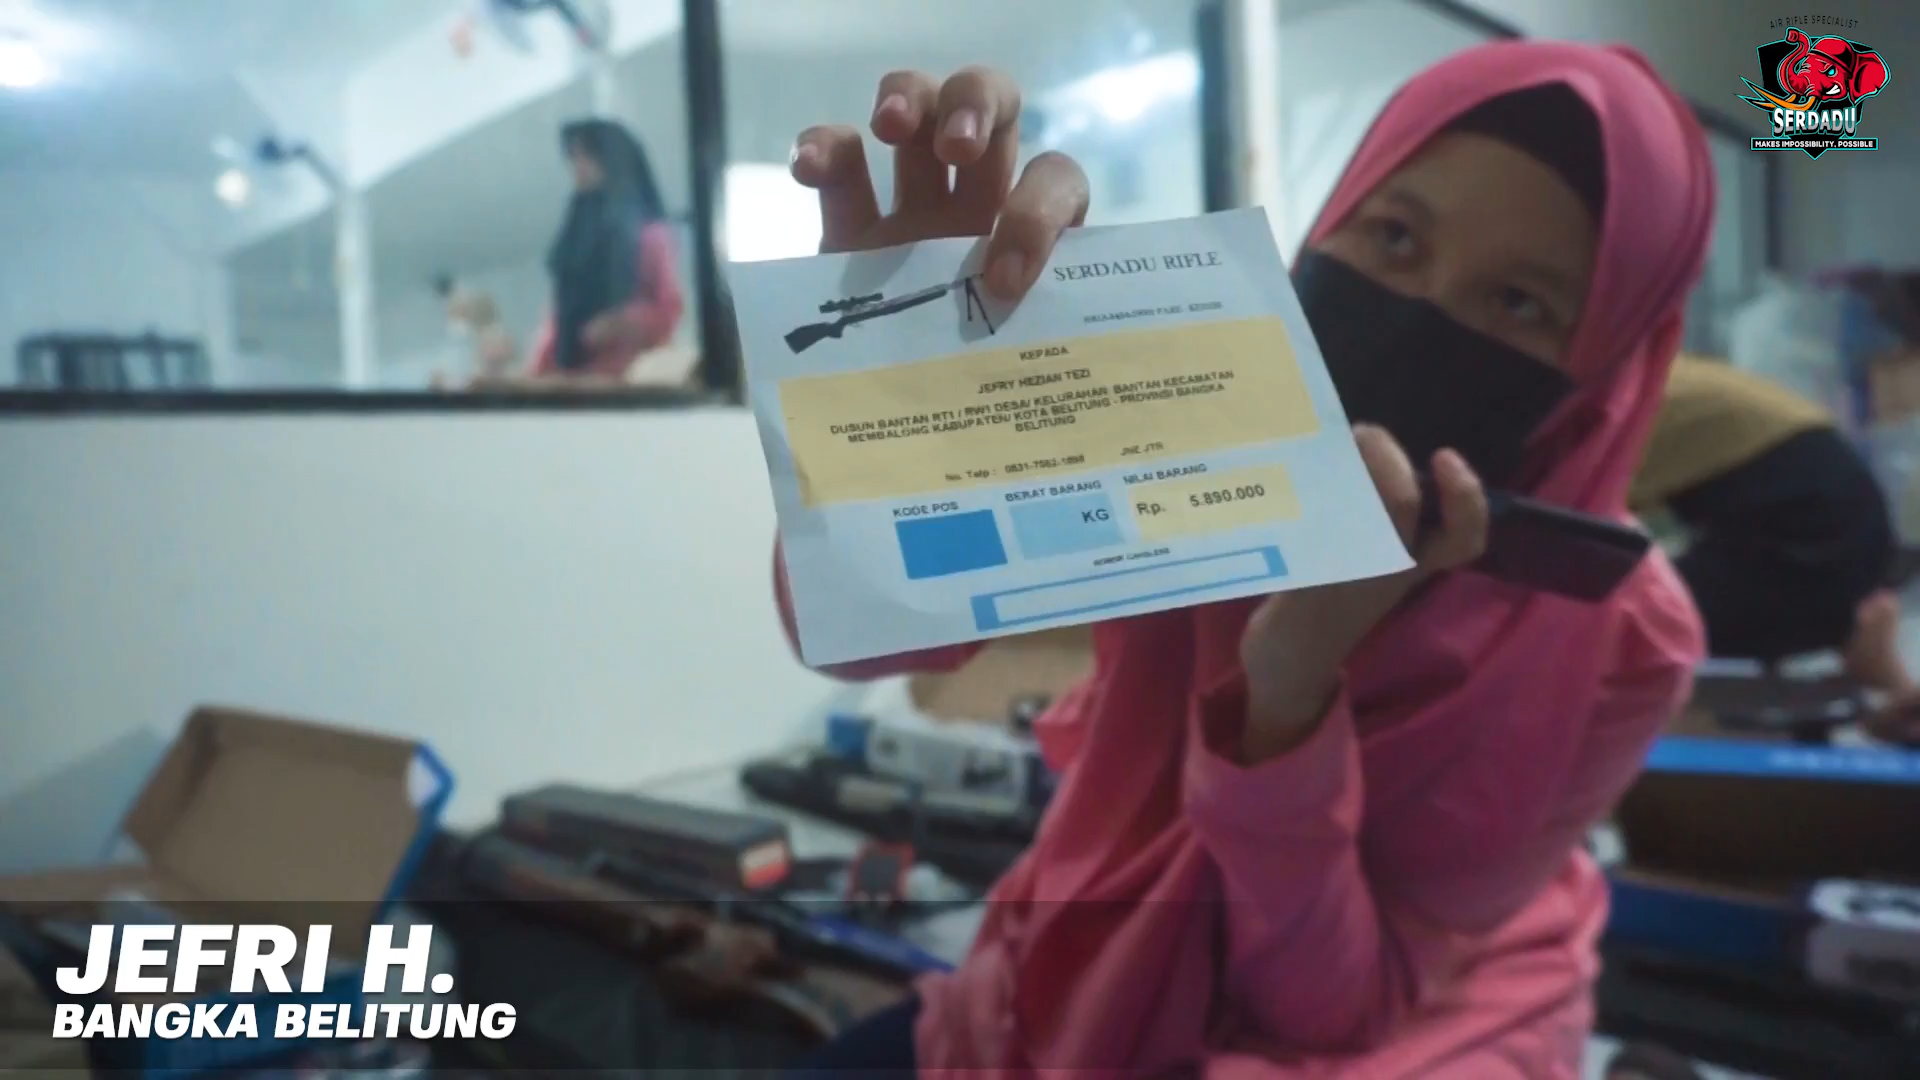 AIR RIFLE SPECIALIST
SERDADU
MAKES IMPOSSIBILITY, POSSIBLE
SERDADU RIFLE
KEPADA
JEFRY HEZIAN TEZI
DUSUN BANTAN RT1 / RW1 DESA/ KELURAHAN BANTAN KECAMATAN
MEMBALONG KABUPATEN/ KOTA BELITUNG - PROVINSI BANGKA
BELITUNG
No. Telp :
JNE JTR
KODE POS
BERAT BARANG
NILAI BARANG
KG
Rp. 5.890.000
JEFRI H.
BANGKA BELITUNG